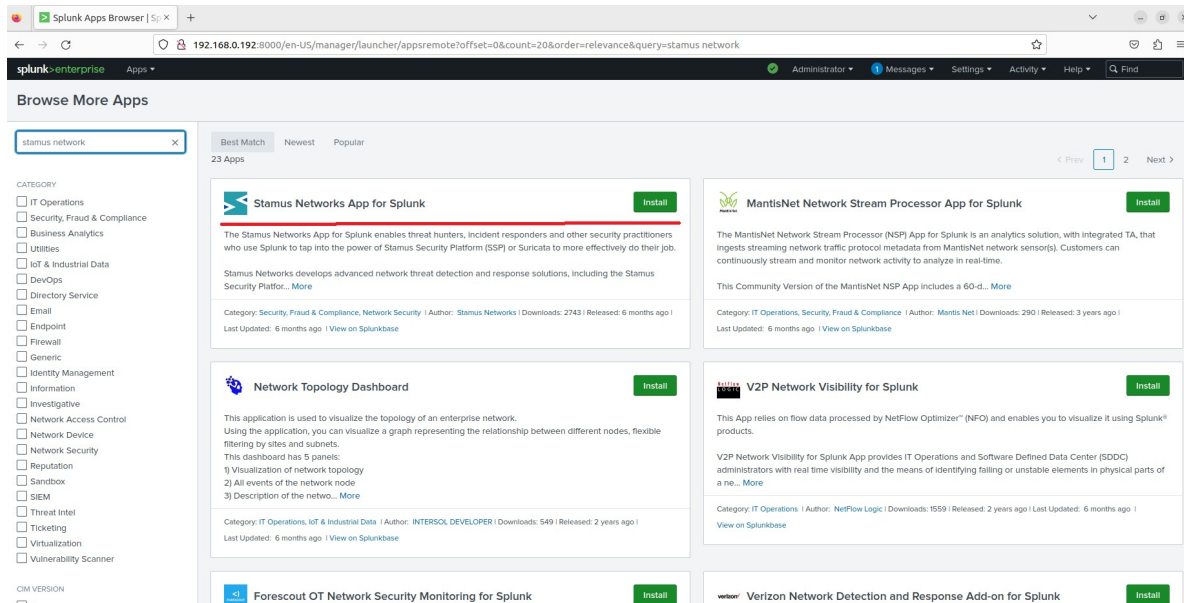 Splunk Apps Browser | Sp
192.168.0.192:8000/en-US/manager/launcher/appsremote?offset=0&count=20&order=relevance&query=stamus network
splunk>enterprise Apps
Administrator 1 Messages Settings Activity Help Find
Browse More Apps
stamus network
CATEGORY
IT Operations
Security, Fraud & Compliance
Business Analytics
Utilities
IoT & Industrial Data
DevOps
Directory Service
Email
Endpoint
Firewall
Generic
Identity Management
Information
Investigative
Network Access Control
Network Device
Network Security
Reputation
Sandbox
SIEM
Threat Intel
Ticketing
Virtualization
Vulnerability Scanner
CIM VERSION
Best Match Newest Popular
23 Apps
< Prev 1 2 Next >
Stamus Networks App for Splunk
Install
The Stamus Networks App for Splunk enables threat hunters, incident responders and other security practitioners
who use Splunk to tap into the power of Stamus Security Platform (SSP) or Suricata to more effectively do their job.
Stamus Networks develops advanced network threat detection and response solutions, including the Stamus
Security Platfor... More
Category: Security, Fraud & Compliance, Network Security | Author: Stamus Networks | Downloads: 2743 | Released: 6 months ago |
Last Updated: 6 months ago | View on Splunkbase
MantisNet Network Stream Processor App for Splunk
Install
The MantisNet Network Stream Processor (NSP) App for Splunk is an analytics solution, with integrated TA, that
ingests streaming network traffic protocol metadata from MantisNet network sensor(s). Customers can
continuously stream and monitor network activity to analyze in real-time.
This Community Version of the MantisNet NSP App includes a 60-d... More
Category: IT Operations, Security, Fraud & Compliance | Author: Mantis Net | Downloads: 290 | Released: 3 years ago |
Last Updated: 6 months ago | View on Splunkbase
Network Topology Dashboard
Install
This application is used to visualize the topology of an enterprise network.
Using the application, you can visualize a graph representing the relationship between different nodes, flexible
filtering by sites and subnets.
This dashboard has 5 panels:
1) Visualization of network topology
2) All events of the network node
3) Description of the netwo... More
Category: IT Operations, IoT & Industrial Data | Author: INTERSOL DEVELOPER | Downloads: 549 | Released: 2 years ago |
Last Updated: 6 months ago | View on Splunkbase
V2P Network Visibility for Splunk
Install
This App relies on flow data processed by NetFlow Optimizer™ (NFO) and enables you to visualize it using Splunk®
products.
V2P Network Visibility for Splunk App provides IT Operations and Software Defined Data Center (SDDC)
administrators with real time visibility and the means of identifying failing or unstable elements in physical parts of
a ne... More
Category: IT Operations | Author: NetFlow Logic | Downloads: 1559 | Released: 2 years ago | Last Updated: 6 months ago |
View on Splunkbase
Forescout OT Network Security Monitoring for Splunk
Install
verizon
Verizon Network Detection and Response Add-on for Splunk
Install